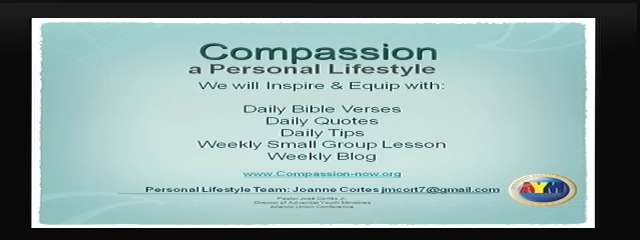 Compassion
a Personal Lifestyle
We will Inspire & Equip with:
Daily Bible Verses
Daily Quotes
Daily Tips
Weekly Small Group Lesson
Weekly Blog
www.Compassion-now.org
Personal Lifestyle Team: Joanne Cortes jmcort7@gmail.com
Pastor José Cortés Jr.
Director of Adventist Youth Ministries
Atlantic Union Conference
AYM